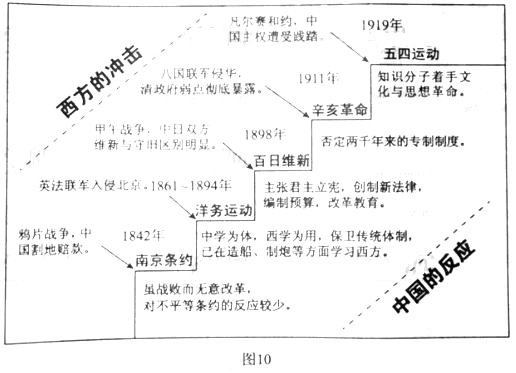 凡尔赛和约,中
国主权遭受践踏。
1919年
五四运动
知识分子着手文
化与思想革命。
西方的冲击
八国联军侵华,
清政府弱点彻底暴露。
1911年
辛亥革命
否定两千年来的专制制度。
甲午战争,中日双方
维新与守旧区别明显。
1898年
百日维新
主张君主立宪,创制新法律,
编制预算,改革教育。
英法联军入侵北京。1861~1894年
洋务运动
中学为体,西学为用,保卫传统体制,
已在造船、制炮等方面学习西方。
鸦片战争,中
国割地赔款。
1842年
南京条约
虽战败而无意改革,
对不平等条约的反应较少。
中国的反应
图10